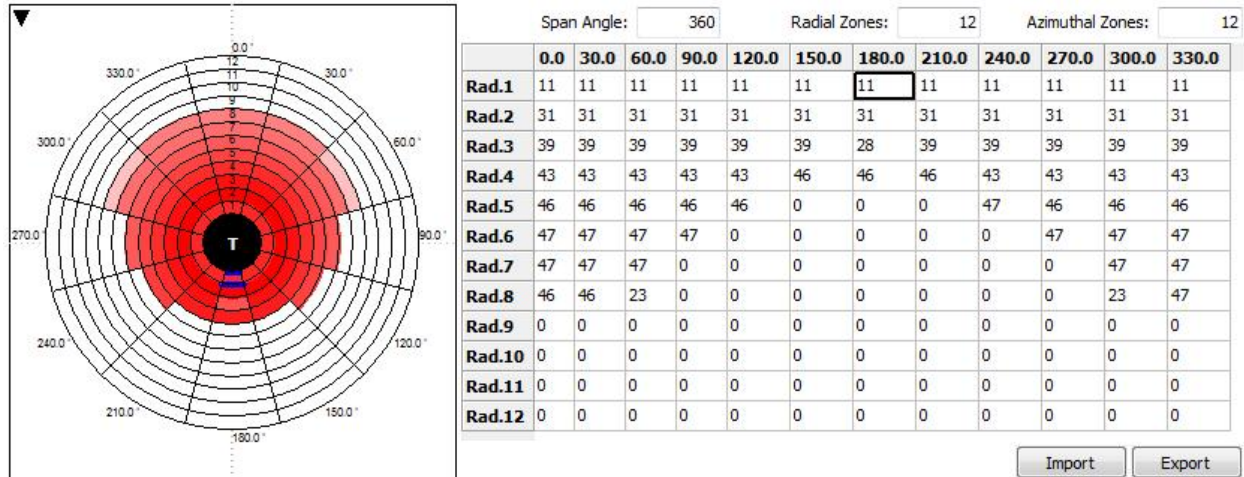 Span Angle: 360 Radial Zones: 12 Azimuthal Zones: 12
0.0 30.0 60.0 90.0 120.0 150.0 180.0 210.0 240.0 270.0 300.0 330.0
Rad.1 11 11 11 11 11 11 11 11 11 11 11 11
Rad.2 31 31 31 31 31 31 31 31 31 31 31 31
Rad.3 39 39 39 39 39 39 28 39 39 39 39 39
Rad.4 43 43 43 43 43 46 46 46 43 43 43 43
Rad.5 46 46 46 46 46 0 0 0 47 46 46 46
Rad.6 47 47 47 47 0 0 0 0 0 47 47 47
Rad.7 47 47 47 0 0 0 0 0 0 0 47 47
Rad.8 46 46 23 0 0 0 0 0 0 0 23 47
Rad.9 0 0 0 0 0 0 0 0 0 0 0 0
Rad.10 0 0 0 0 0 0 0 0 0 0 0 0
Rad.11 0 0 0 0 0 0 0 0 0 0 0 0
Rad.12 0 0 0 0 0 0 0 0 0 0 0 0
Import Export
0.0°
12
11
10
9
8
7
6
5
4
3
2
1
T
30.0°
60.0°
90.0°
120.0°
150.0°
180.0°
210.0°
240.0°
270.0°
300.0°
330.0°